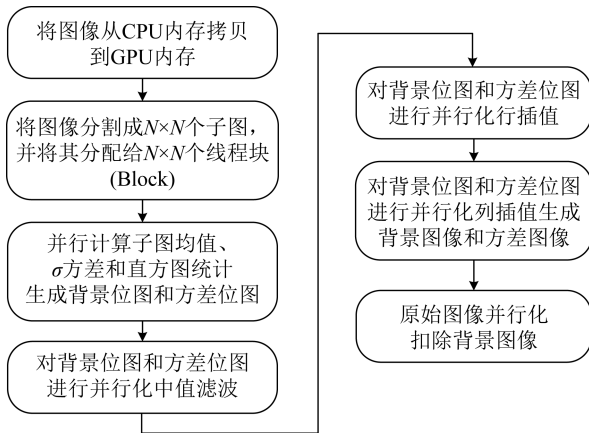 将图像从CPU内存拷贝
到GPU内存
将图像分割成N×N个子图，
并将其分配给N×N个线程块
(Block)
并行计算子图均值、
σ方差和直方图统计
生成背景位图和方差位图
对背景位图和方差位图
进行并行化中值滤波
对背景位图和方差位图
进行并行化行插值
对背景位图和方差位图
进行并行化列插值生成
背景图像和方差图像
原始图像并行化
扣除背景图像